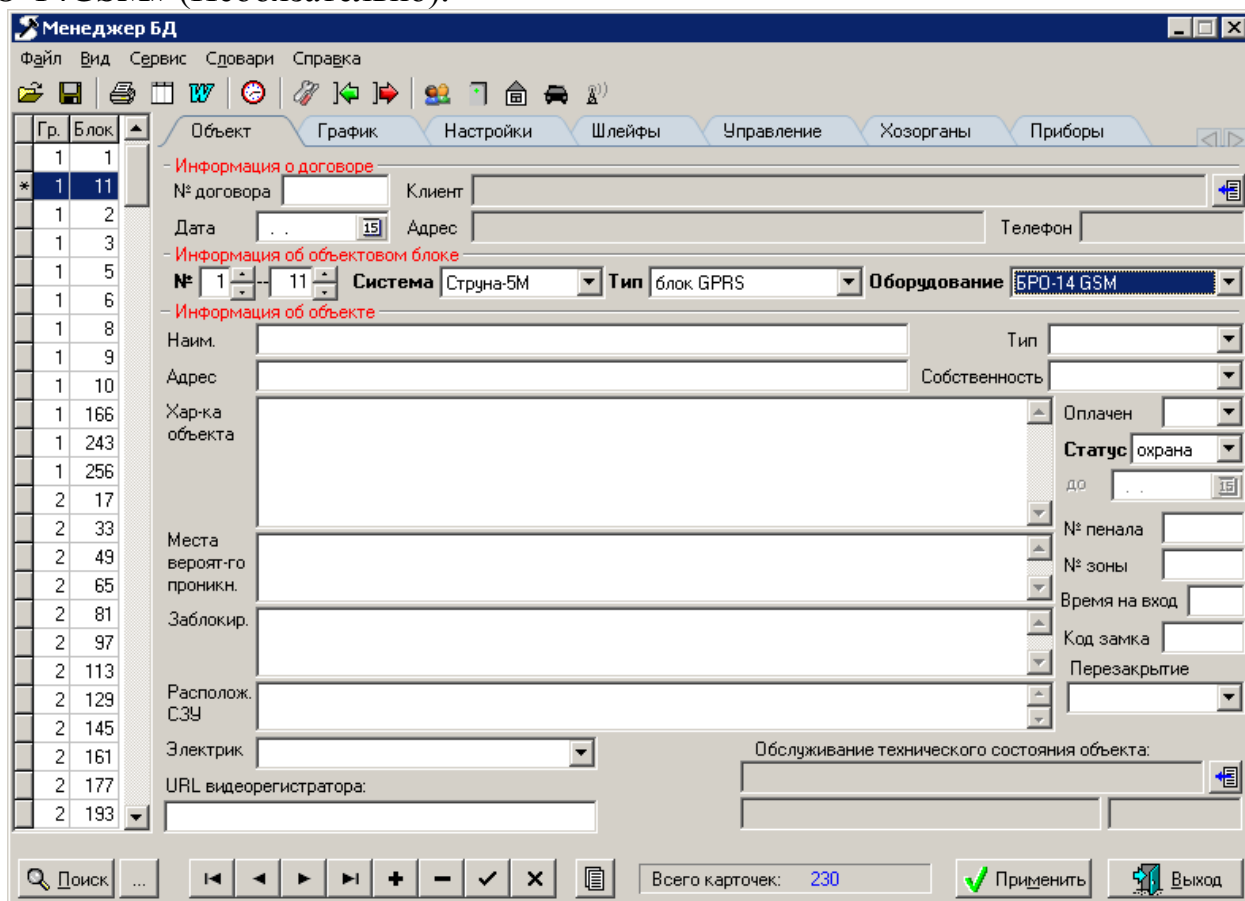 Менеджер БД
Файл Вид Сервис Словари Справка
Гр. Блок
1 1
* 1 11
1 2
1 3
1 5
1 6
1 8
1 9
1 10
1 166
1 243
1 256
2 17
2 33
2 49
2 65
2 81
2 97
2 113
2 129
2 145
2 161
2 177
2 193
Объект График Настройки Шлейфы Управление Хозорганы Приборы
Информация о договоре
№ договора Клиент
Дата . . 15 Адрес Телефон
Информация об объектовом блоке
№ 1 -- 11 Система Струна-5М Тип блок GPRS Оборудование БРО-14 GSM
Информация об объекте
Наим. Тип
Адрес Собственность
Хар-ка объекта Оплачен
Статус охрана
до . . 15
№ пенала
Места вероят-го проникн. № зоны
Время на вход
Заблокир. Код замка
Перезакрытие
Располож. СЗУ
Электрик Обслуживание технического состояния объекта:
URL видеорегистратора:
Поиск ... Всего карточек: 230 Применить Выход